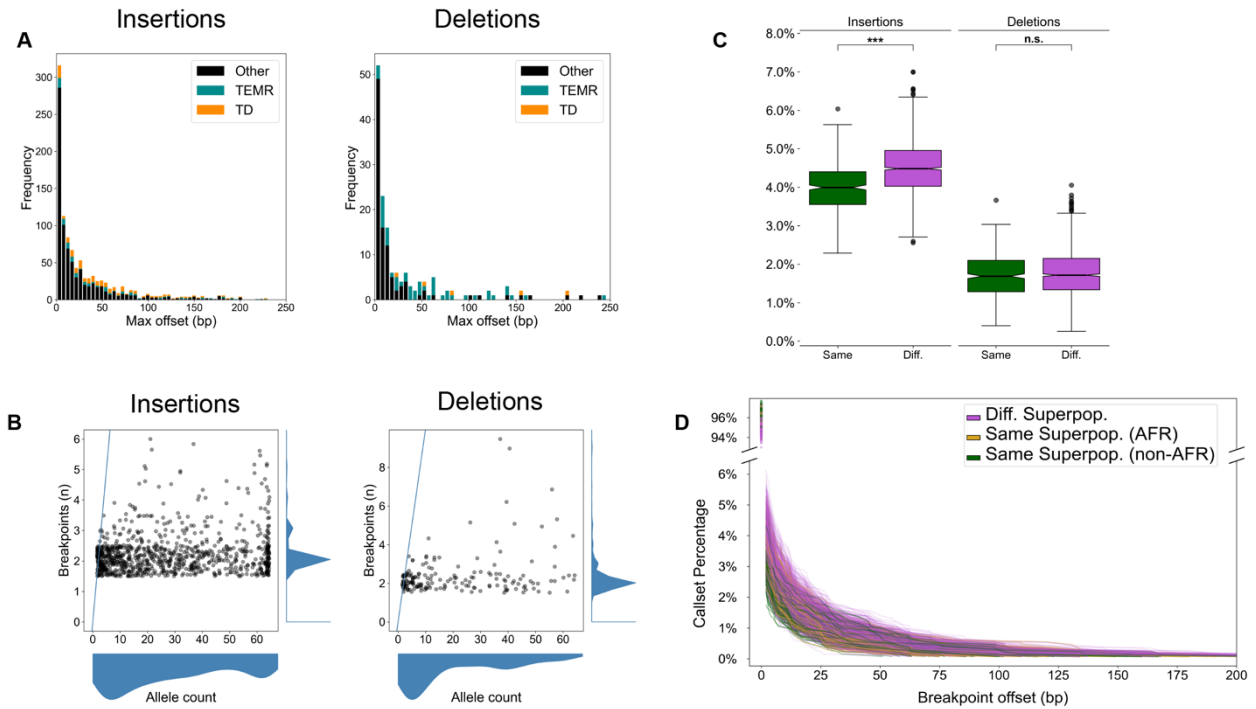 Insertions
Deletions
A
Other
TEMR
TD
Frequency
300
250
200
150
100
50
0
0 50 100 150 200 250
Max offset (bp)
Other
TEMR
TD
Frequency
50
40
30
20
10
0
0 50 100 150 200 250
Max offset (bp)
C
Insertions
Deletions
***
n.s.
8.0%
7.0%
6.0%
5.0%
4.0%
3.0%
2.0%
1.0%
0.0%
Same Diff. Same Diff.
B
Insertions
Deletions
Breakpoints (n)
6
5
4
3
2
1
0
0 10 20 30 40 50 60
Allele count
Breakpoints (n)
8
6
4
2
0
0 10 20 30 40 50 60
Allele count
D
Diff. Superpop.
Same Superpop. (AFR)
Same Superpop. (non-AFR)
Callset Percentage
96%
94%
6%
5%
4%
3%
2%
1%
0%
0 25 50 75 100 125 150 175 200
Breakpoint offset (bp)